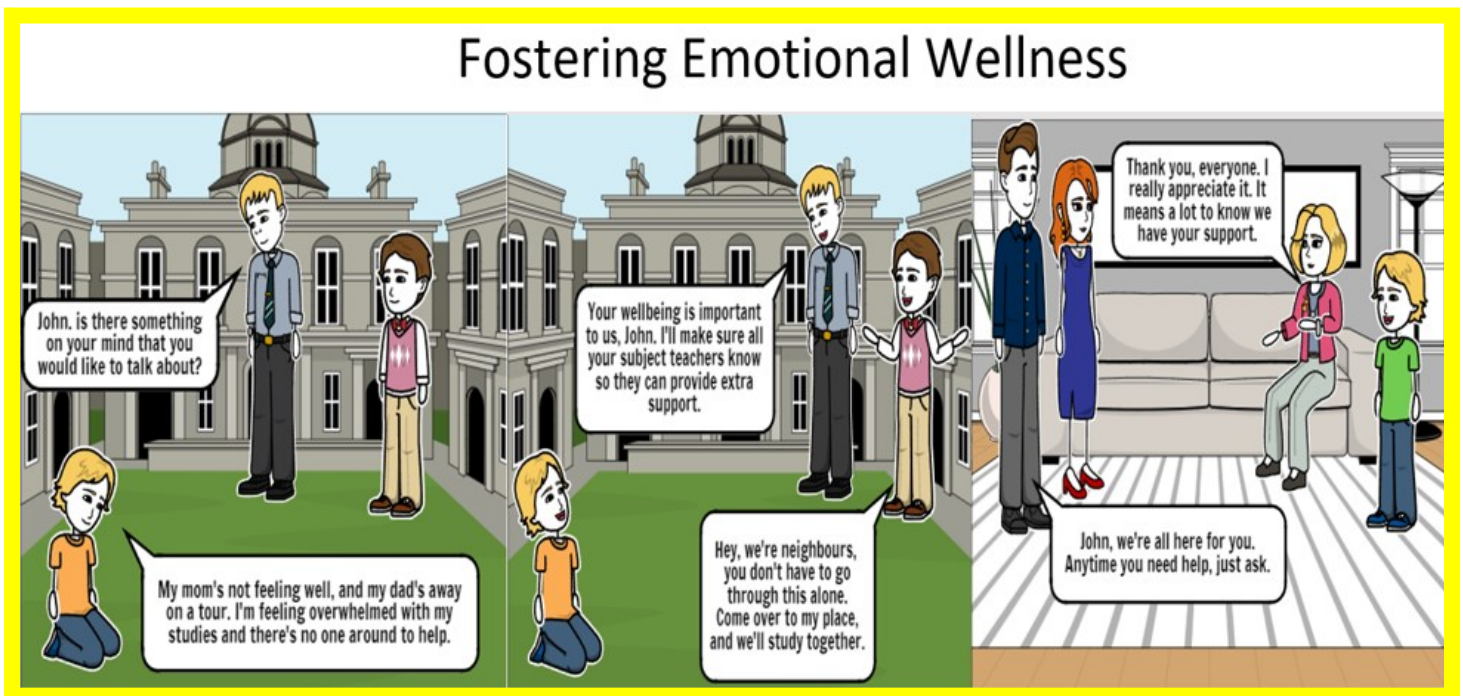 Fostering Emotional Wellness
John. is there something
on your mind that you
would like to talk about?
My mom's not feeling well, and my dad's away
on a tour. I'm feeling overwhelmed with my
studies and there's no one around to help.
Your wellbeing is important
to us, John. I'll make sure all
your subject teachers know
so they can provide extra
support.
Hey, we're neighbours,
you don't have to go
through this alone.
Come over to my place,
and we'll study together.
Thank you, everyone. I
really appreciate it. It
means a lot to know we
have your support.
John, we're all here for you.
Anytime you need help, just ask.